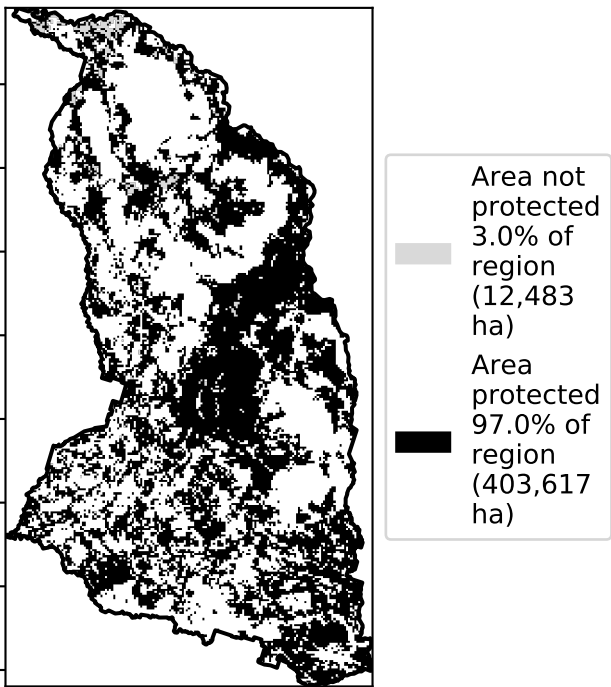 Area not
protected
3.0% of
region
(12,483
ha)
Area
protected
97.0% of
region
(403,617
ha)